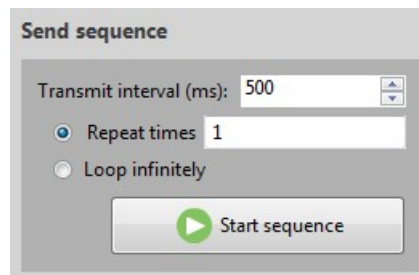 Send sequence
Transmit interval (ms): 500
Repeat times 1
Loop infinitely
Start sequence